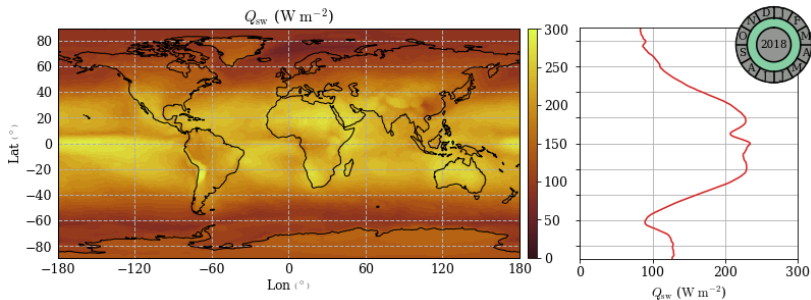 Q_sw (W m⁻²)
80
60
40
20
0
−20
−40
−60
−80
Lat (°)
−180
−120
−60
0
60
120
180
Lon (°)
300
250
200
150
100
50
0
0
100
200
300
Q_sw (W m⁻²)
2018
J
F
M
A
M
J
J
A
S
O
N
D